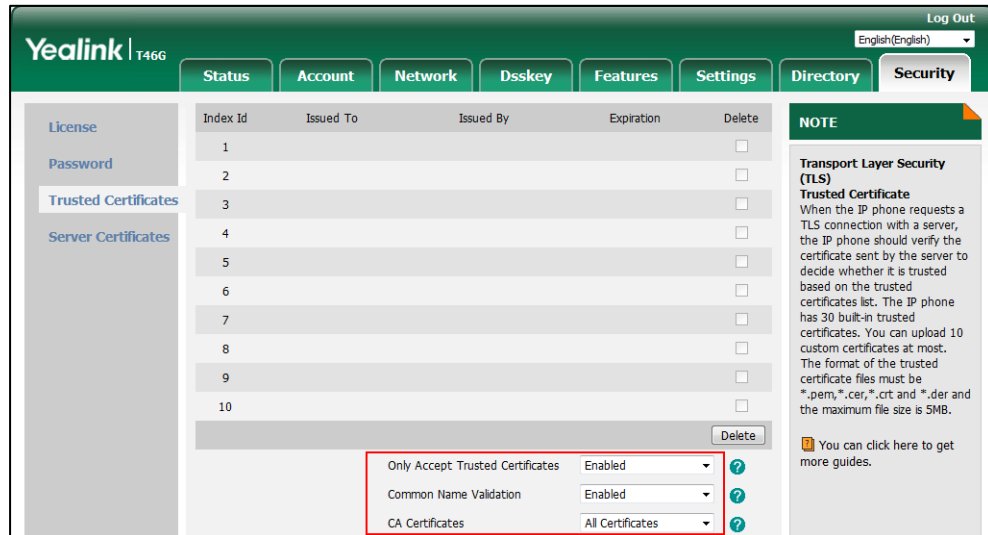 Log Out
Yealink T46G
English(English)
Status Account Network Dsskey Features Settings Directory Security
License
Password
Trusted Certificates
Server Certificates
Index Id Issued To Issued By Expiration Delete
1
2
3
4
5
6
7
8
9
10
Delete
Only Accept Trusted Certificates Enabled ?
Common Name Validation Enabled ?
CA Certificates All Certificates ?
NOTE
Transport Layer Security
(TLS)
Trusted Certificate
When the IP phone requests a
TLS connection with a server,
the IP phone should verify the
certificate sent by the server to
decide whether it is trusted
based on the trusted
certificates list. The IP phone
has 30 built-in trusted
certificates. You can upload 10
custom certificates at most.
The format of the trusted
certificate files must be
*.pem,*.cer,*.crt and *.der and
the maximum file size is 5MB.
? You can click here to get
more guides.